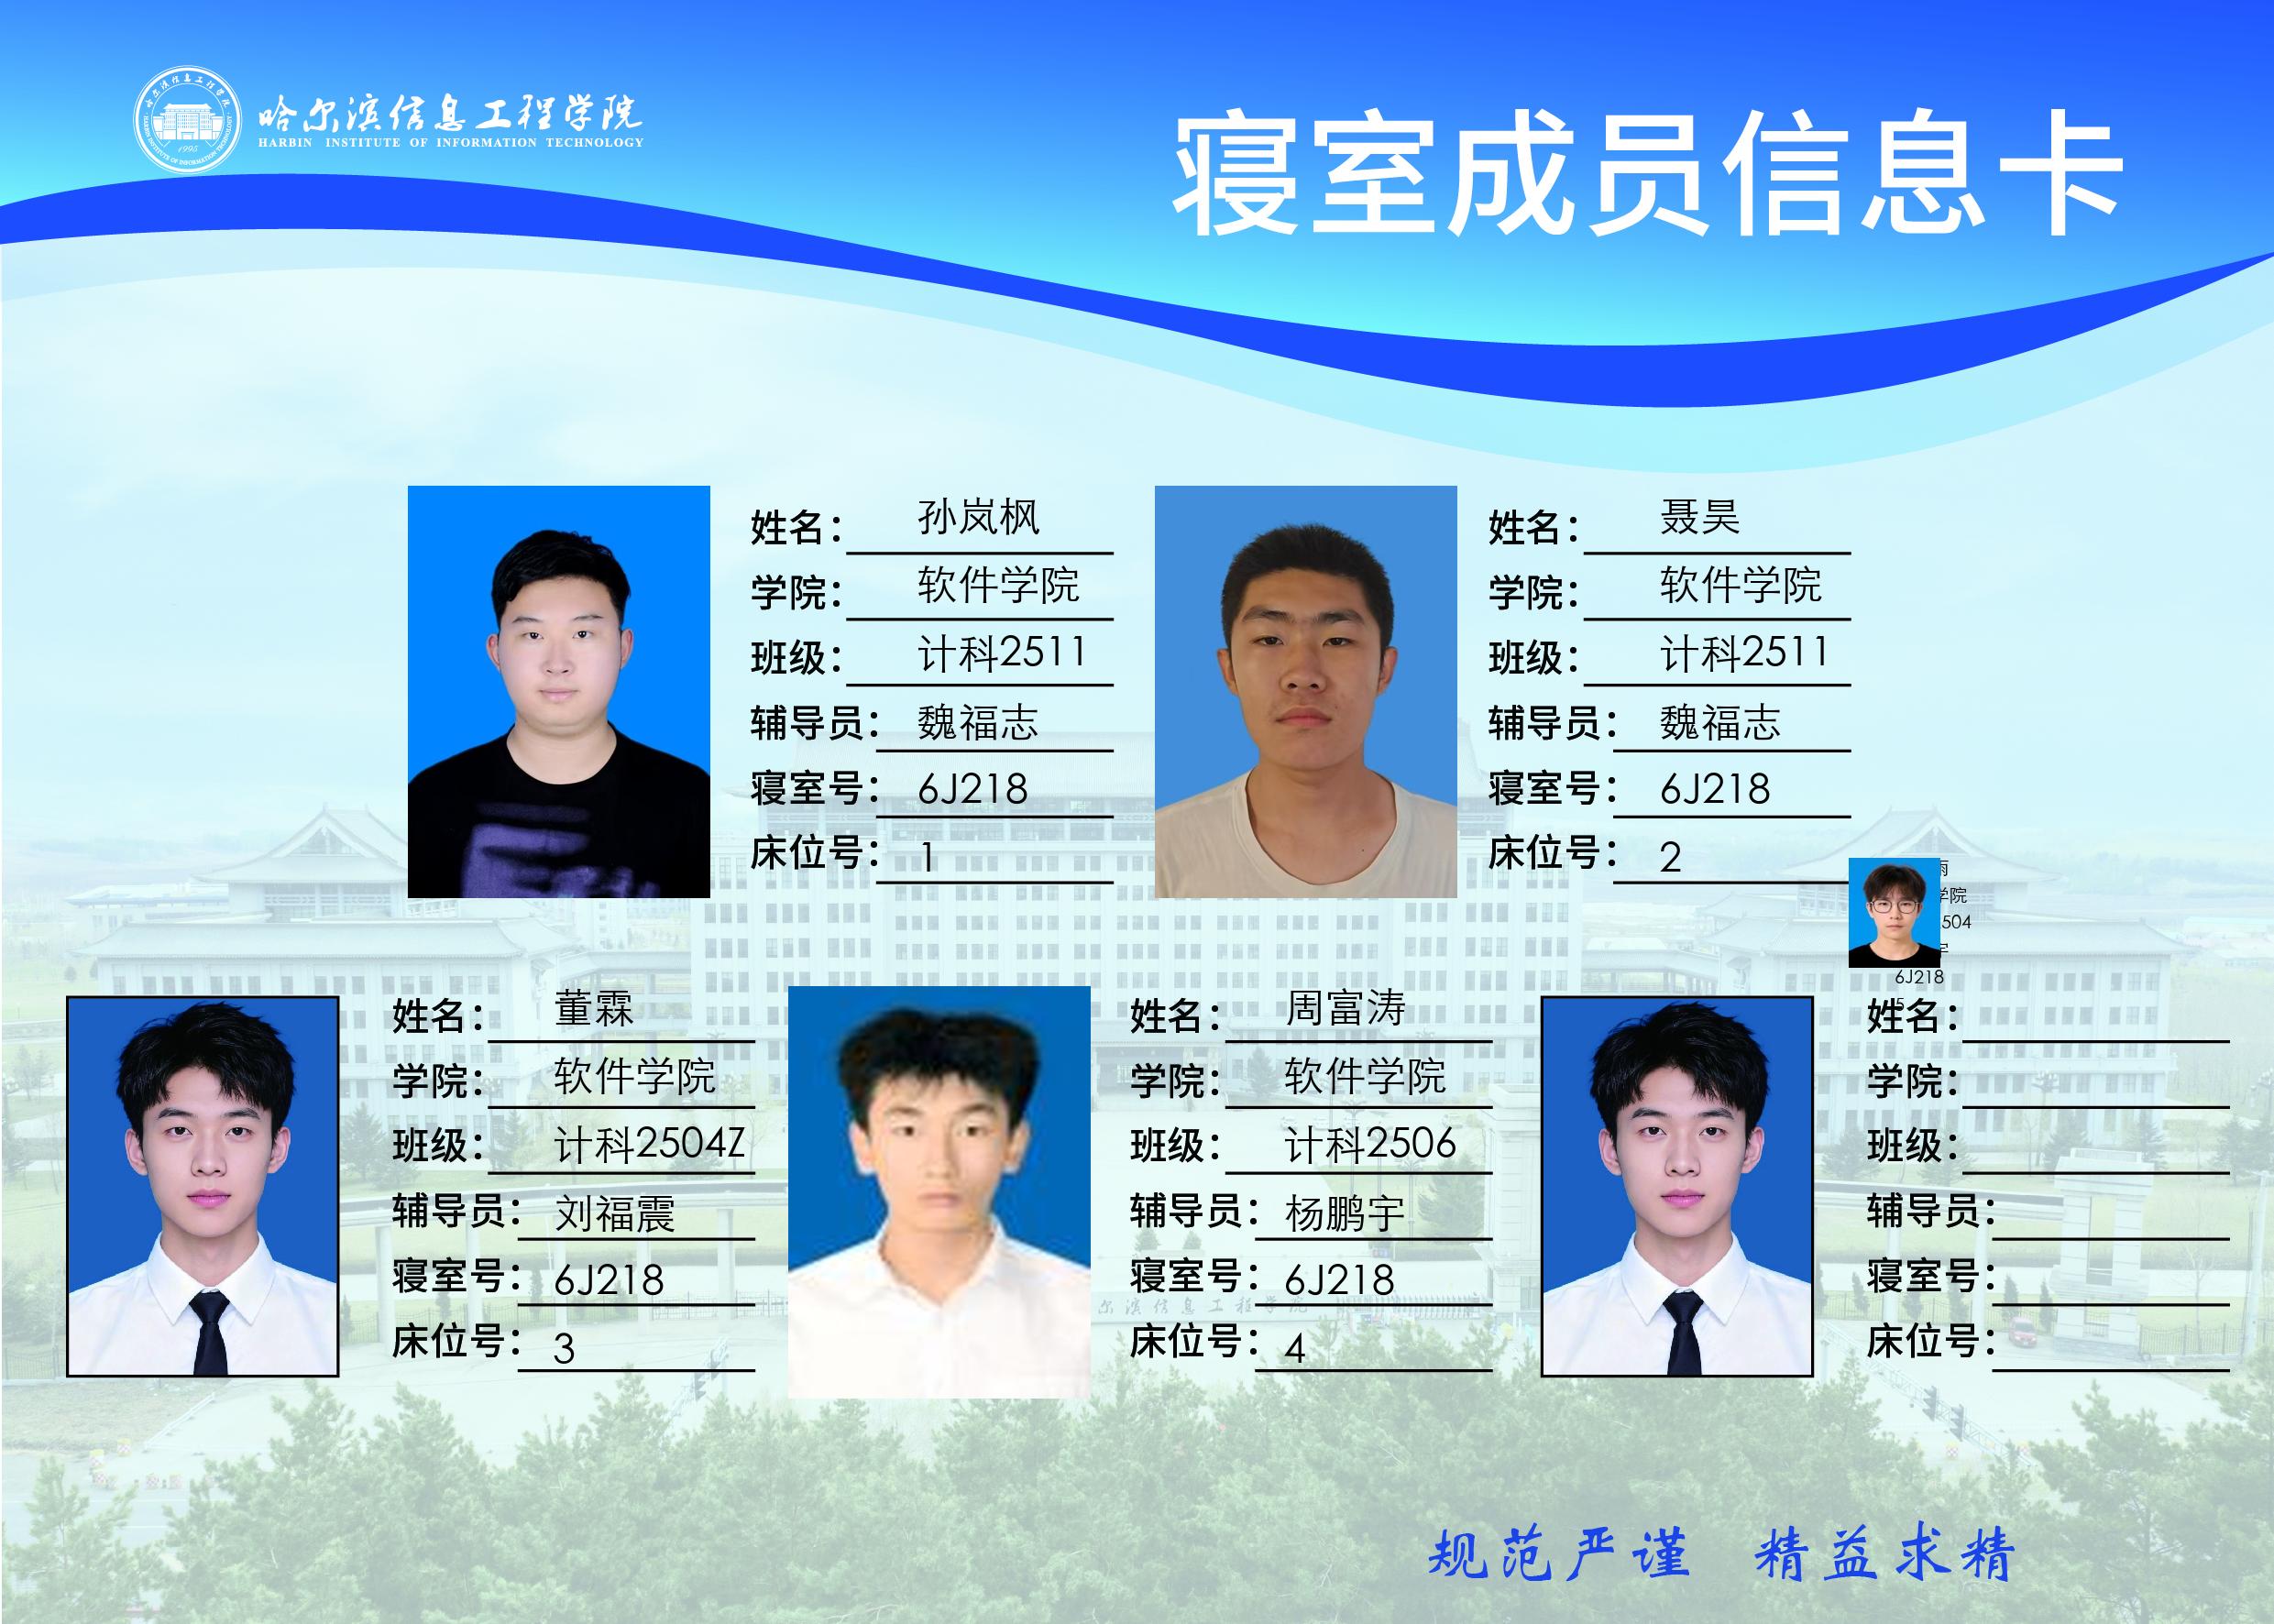 哈尔滨信息工程学院
HARBIN INSTITUTE OF INFORMATION TECHNOLOGY
1995
寝室成员信息卡
姓名：孙岚枫
学院：软件学院
班级：计科2511
辅导员：魏福志
寝室号：6J218
床位号：1
姓名：聂昊
学院：软件学院
班级：计科2511
辅导员：魏福志
寝室号：6J218
床位号：2
雨
学院
504
宇
6J218
5
姓名：董霖
学院：软件学院
班级：计科2504Z
辅导员：刘福震
寝室号：6J218
床位号：3
姓名：周富涛
学院：软件学院
班级：计科2506
辅导员：杨鹏宇
寝室号：6J218
床位号：4
姓名：
学院：
班级：
辅导员：
寝室号：
床位号：
规范严谨 精益求精